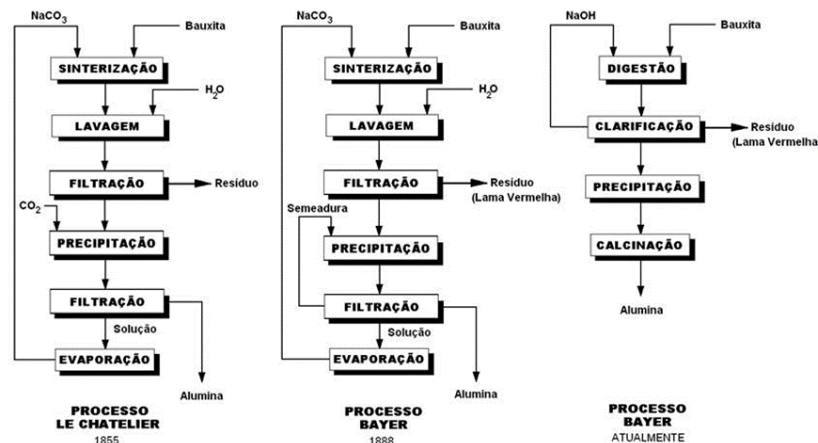 NaCO3
Bauxita
SINTERIZAÇÃO
H2O
LAVAGEM
FILTRAÇÃO
Resíduo
CO2
PRECIPITAÇÃO
FILTRAÇÃO
Solução
EVAPORAÇÃO
Alumina
PROCESSO
LE CHATELIER
1855
NaCO3
Bauxita
SINTERIZAÇÃO
H2O
LAVAGEM
FILTRAÇÃO
Resíduo
(Lama Vermelha)
Semeadura
PRECIPITAÇÃO
FILTRAÇÃO
Solução
EVAPORAÇÃO
Alumina
PROCESSO
BAYER
1888
NaOH
Bauxita
DIGESTÃO
CLARIFICAÇÃO
Resíduo
(Lama Vermelha
PRECIPITAÇÃO
CALCINAÇÃO
Alumina
PROCESSO
BAYER
ATUALMENTE